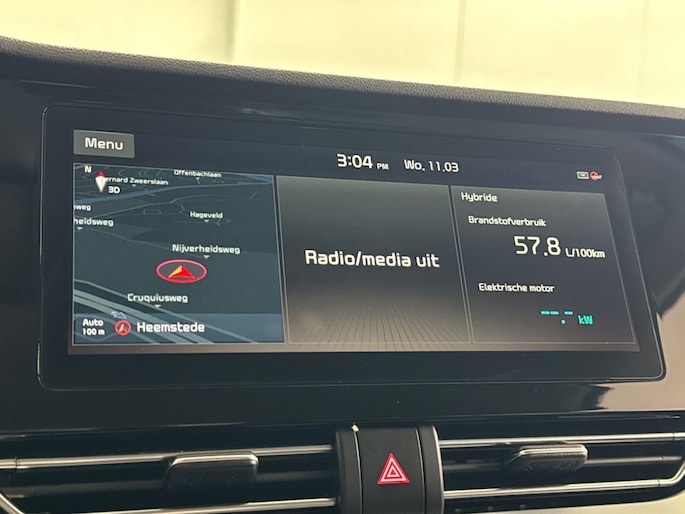 Menu
3:04 PM
Wo. 11.03
N
3D
ernard Zweerslaan
Offenbachlaan
weg
heidsweg
Hageveld
Nijverheidsweg
Cruquiusweg
Auto
100 m
Heemstede
Radio/media uit
Hybride
Brandstofverbruik
57.8 L/100km
Elektrische motor
---.- kW